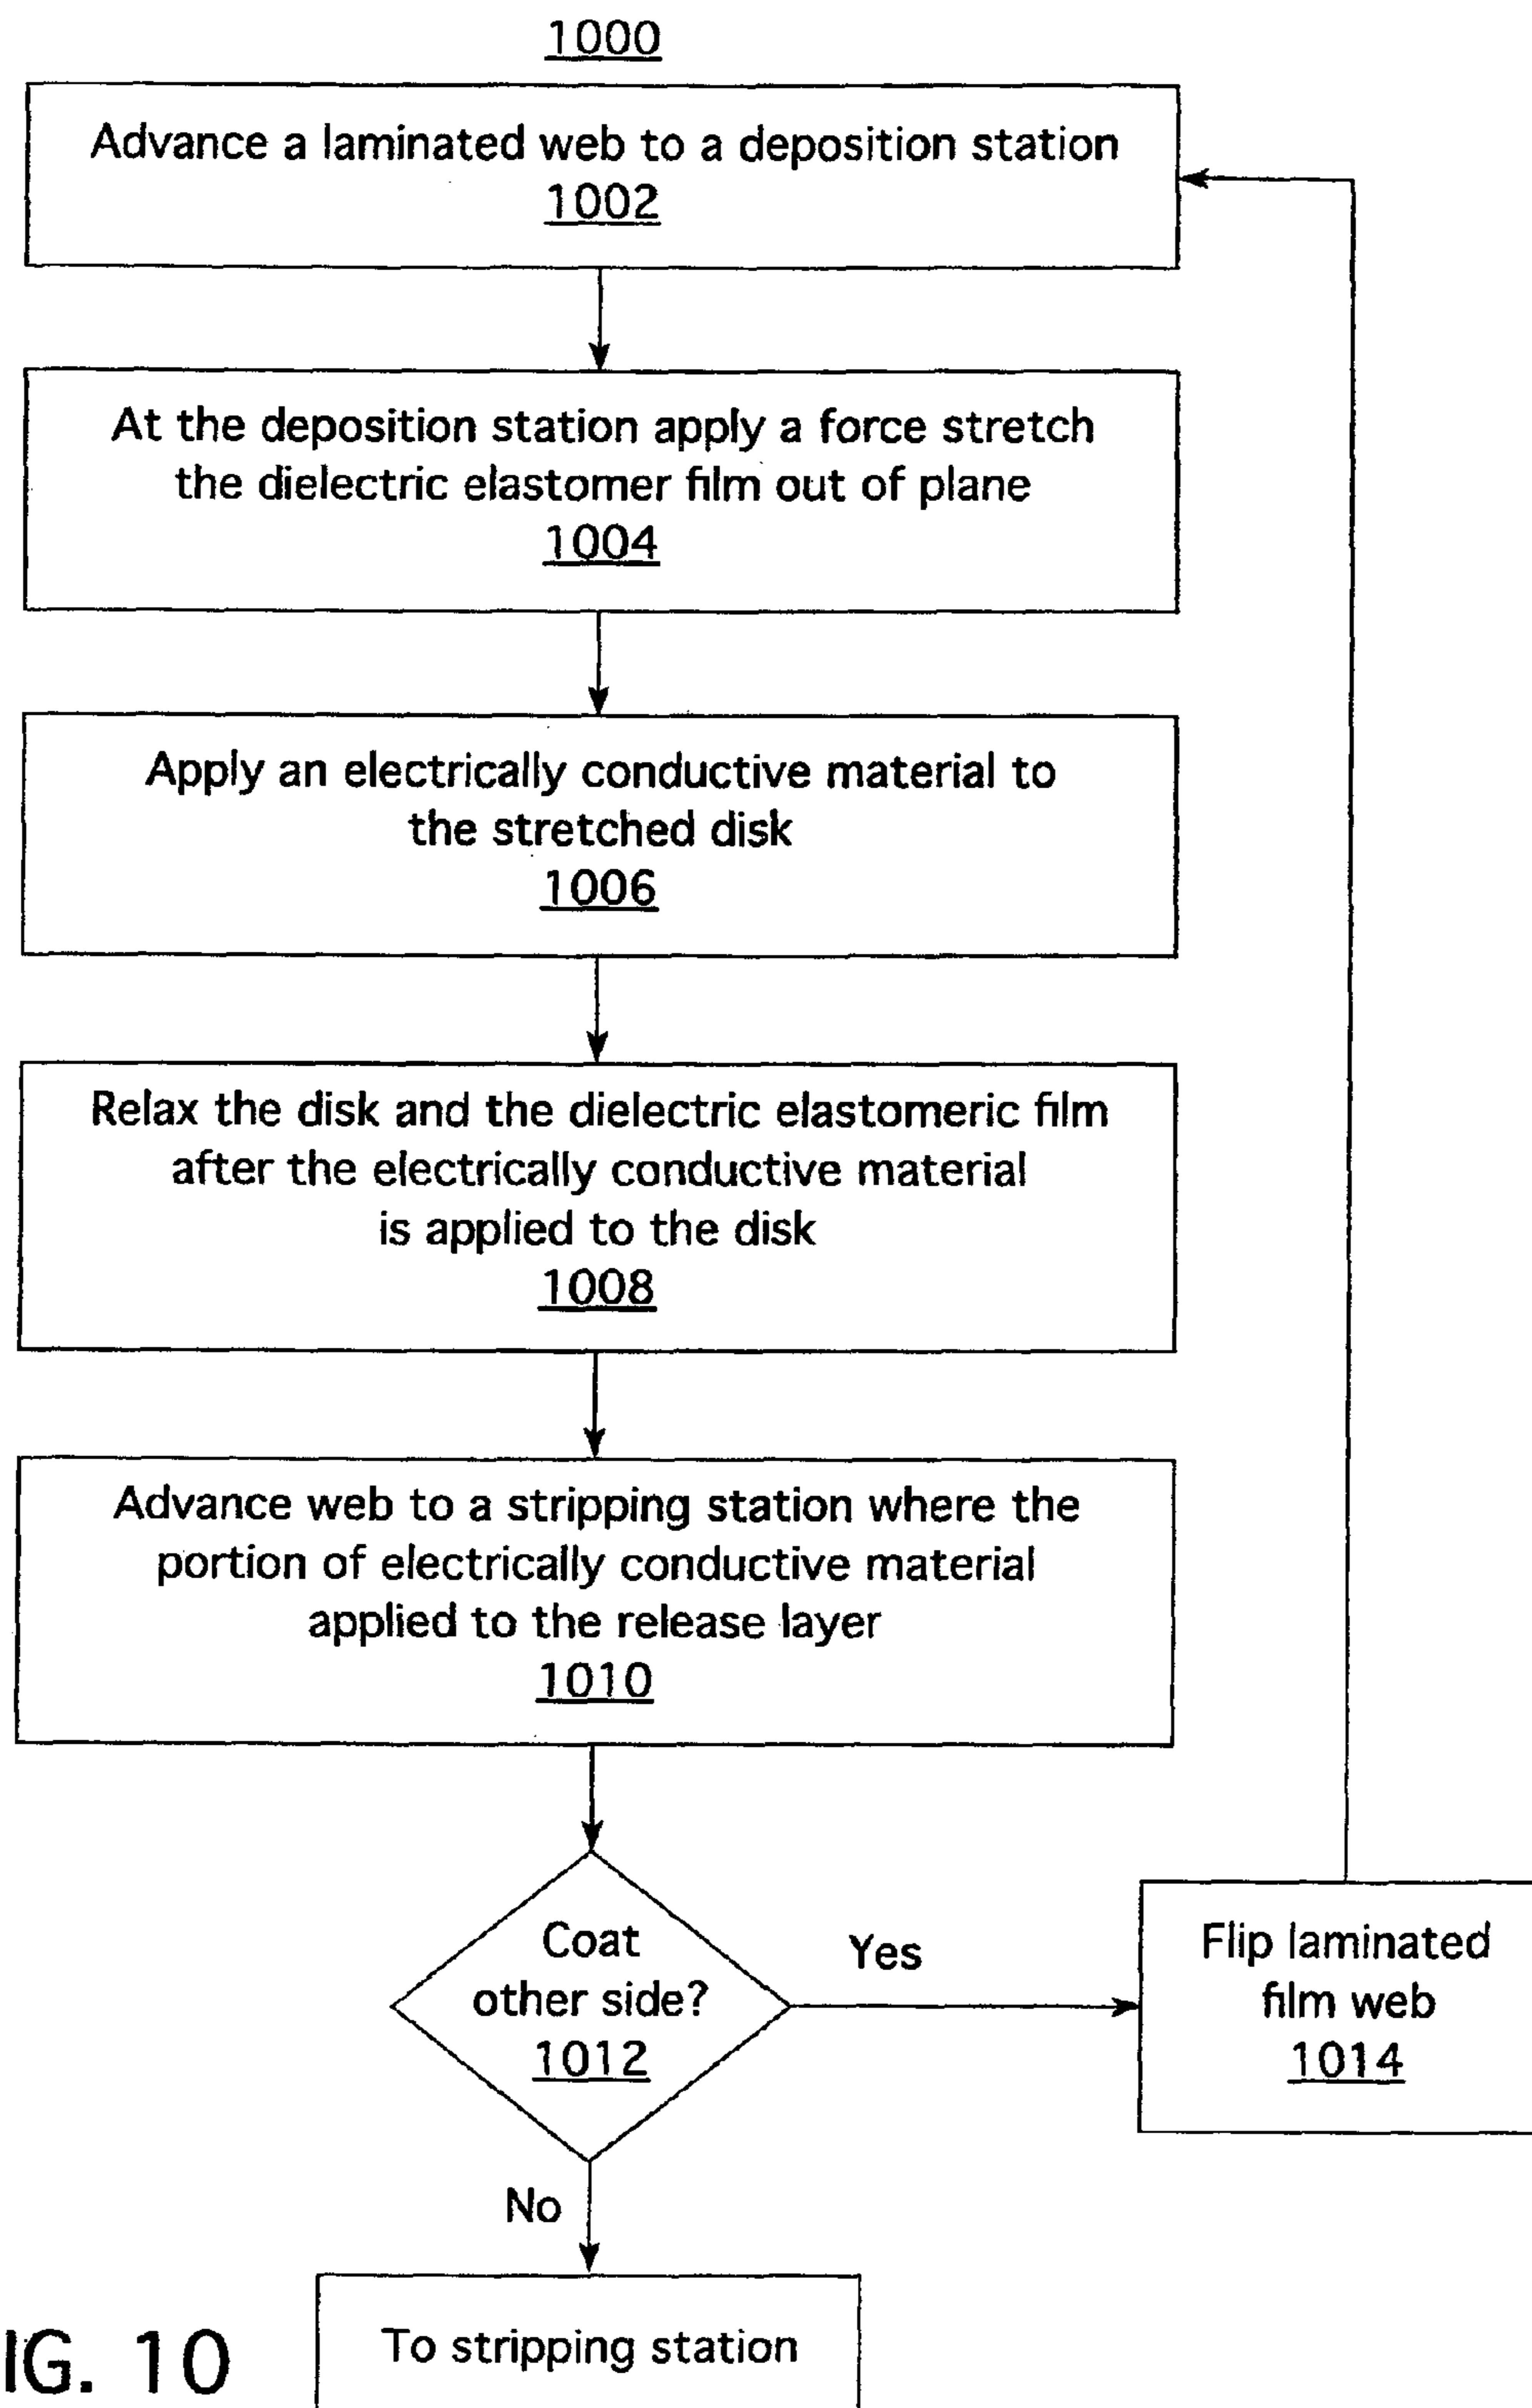 1000
Advance a laminated web to a deposition station
1002
At the deposition station apply a force stretch
the dielectric elastomer film out of plane
1004
Apply an electrically conductive material to
the stretched disk
1006
Relax the disk and the dielectric elastomeric film
after the electrically conductive material
is applied to the disk
1008
Advance web to a stripping station where the
portion of electrically conductive material
applied to the release layer
1010
Coat
other side?
1012
Yes
Flip laminated
film web
1014
No
To stripping station
IG. 10